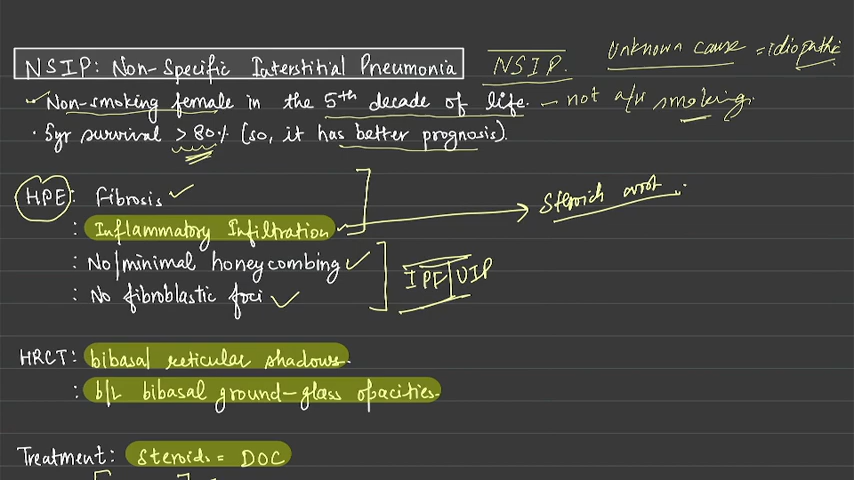 Unknown cause = idiopathic
NSIP: Non-Specific Interstitial Pneumonia
NSIP.
Non-smoking female in the 5th decade of life. - not a/w smoking.
• 5yr survival > 80% (so, it has better prognosis).
HPE: Fibrosis
: Inflammatory Infiltration → Steroids
: No/minimal honeycombing
: No fibroblastic foci
IPF/UIP
HRCT: bibasal reticular shadows.
: b/L bibasal ground-glass opacities.
Treatment: steroids = DOC